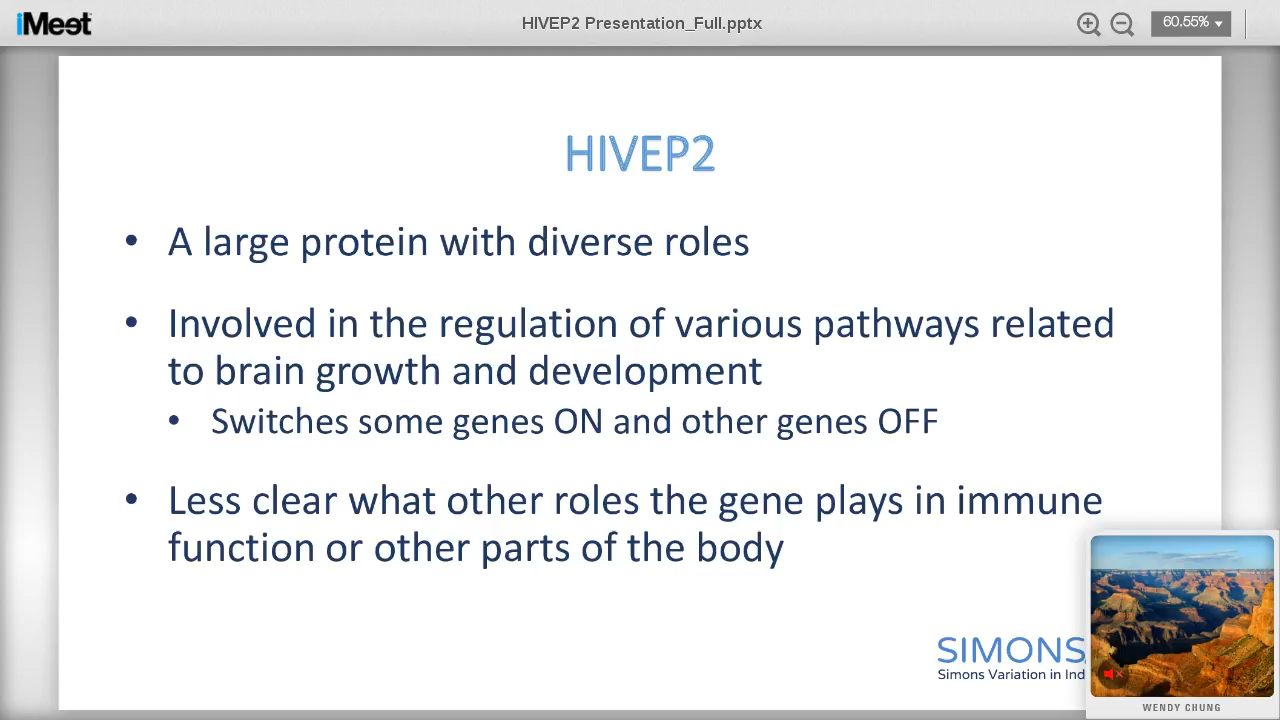 iMeet
HIVEP2 Presentation_Full.pptx
60.55%
HIVEP2
• A large protein with diverse roles
• Involved in the regulation of various pathways related
to brain growth and development
• Switches some genes ON and other genes OFF
• Less clear what other roles the gene plays in immune
function or other parts of the body
SIMONS
Simons Variation in Ind
WENDY CHUNG